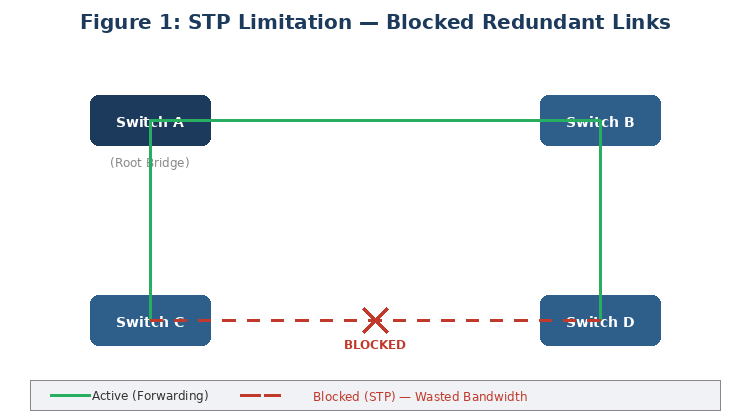 Figure 1: STP Limitation — Blocked Redundant Links
Switch A
Switch B
(Root Bridge)
Switch C
Switch D
BLOCKED
Active (Forwarding)
Blocked (STP) — Wasted Bandwidth